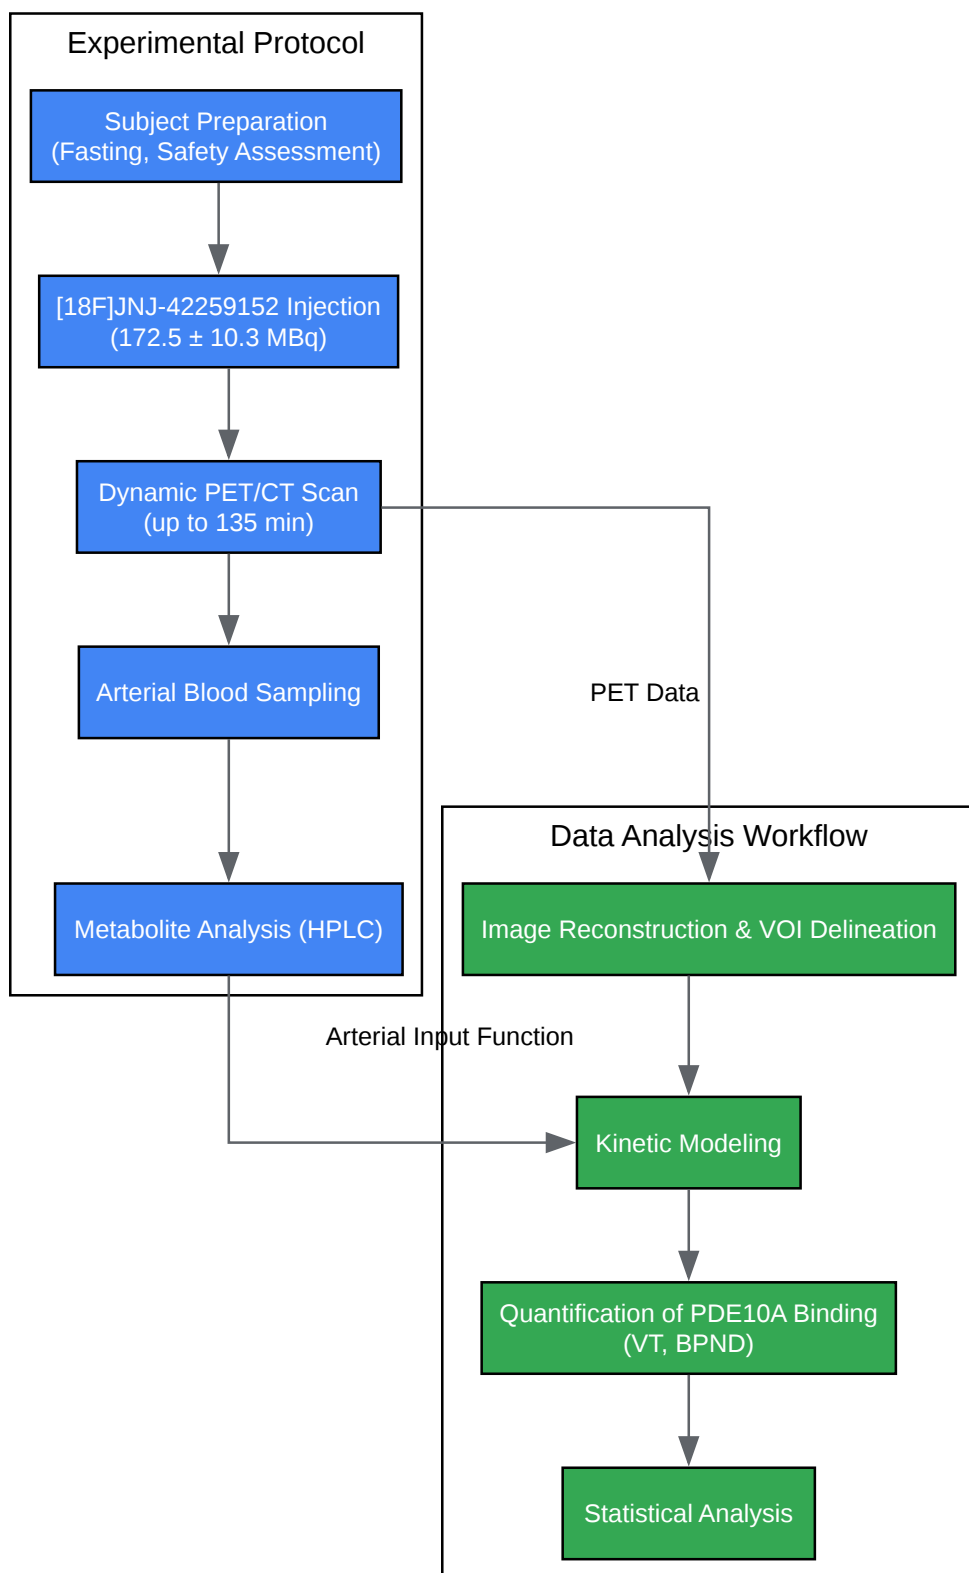 Experimental Protocol
Subject Preparation
(Fasting, Safety Assessment)
[18F]JNJ-42259152 Injection
(172.5 ± 10.3 MBq)
Dynamic PET/CT Scan
(up to 135 min)
Arterial Blood Sampling
PET Data
Metabolite Analysis (HPLC)
Data Analysis Workflow
Image Reconstruction & VOI Delineation
Arterial Input Function
Kinetic Modeling
Quantification of PDE10A Binding
(VT, BPND)
Statistical Analysis